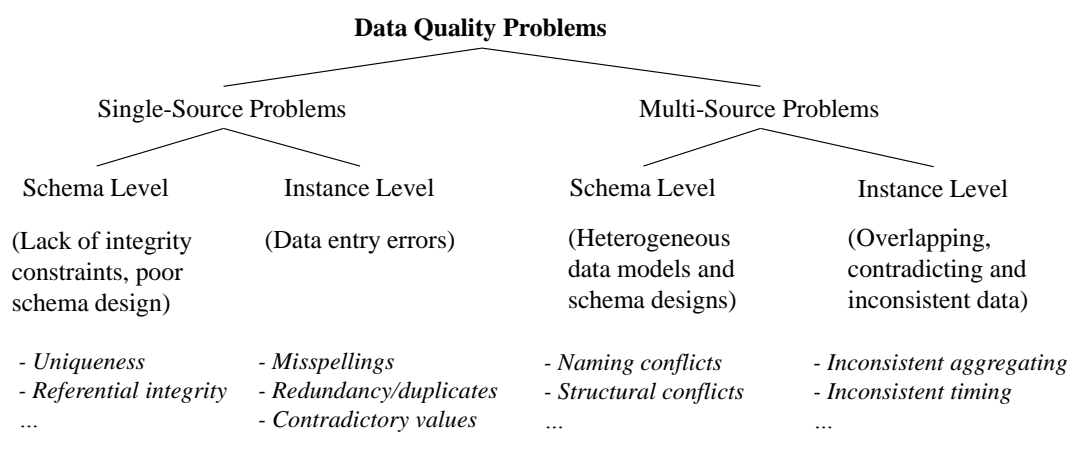 Data Quality Problems
Single-Source Problems
Multi-Source Problems
Schema Level
Instance Level
Schema Level
Instance Level
(Lack of integrity
constraints, poor
schema design)
(Data entry errors)
(Heterogeneous
data models and
schema designs)
(Overlapping,
contradicting and
inconsistent data)
- Uniqueness
- Referential integrity
...
- Misspellings
- Redundancy/duplicates
- Contradictory values
- Naming conflicts
- Structural conflicts
...
- Inconsistent aggregating
- Inconsistent timing
...